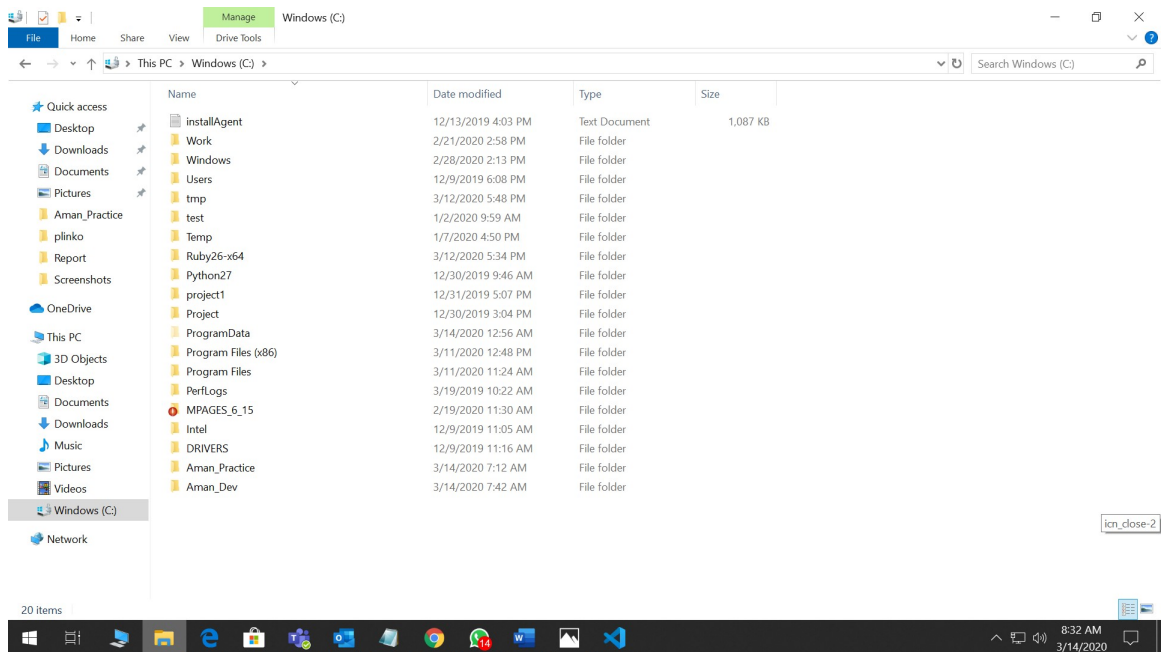 Manage Windows (C:)
File Home Share View Drive Tools
This PC Windows (C:) Search Windows (C:)
Name Date modified Type Size
Quick access
Desktop
Downloads
Documents
Pictures
Aman_Practice
plinko
Report
Screenshots
OneDrive
This PC
3D Objects
Desktop
Documents
Downloads
Music
Pictures
Videos
Windows (C:)
Network
installAgent 12/13/2019 4:03 PM Text Document 1,087 KB
Work 2/21/2020 2:58 PM File folder
Windows 2/28/2020 2:13 PM File folder
Users 12/9/2019 6:08 PM File folder
tmp 3/12/2020 5:48 PM File folder
test 1/2/2020 9:59 AM File folder
Temp 1/7/2020 4:50 PM File folder
Ruby26-x64 3/12/2020 5:34 PM File folder
Python27 12/30/2019 9:46 AM File folder
project1 12/31/2019 5:07 PM File folder
Project 12/30/2019 3:04 PM File folder
ProgramData 3/14/2020 12:56 AM File folder
Program Files (x86) 3/11/2020 12:48 PM File folder
Program Files 3/11/2020 11:24 AM File folder
PerfLogs 3/19/2019 10:22 AM File folder
MPAGES_6_15 2/19/2020 11:30 AM File folder
Intel 12/9/2019 11:05 AM File folder
DRIVERS 12/9/2019 11:16 AM File folder
Aman_Practice 3/14/2020 7:12 AM File folder
Aman_Dev 3/14/2020 7:42 AM File folder
icn_close-2
20 items
14
8:32 AM
3/14/2020